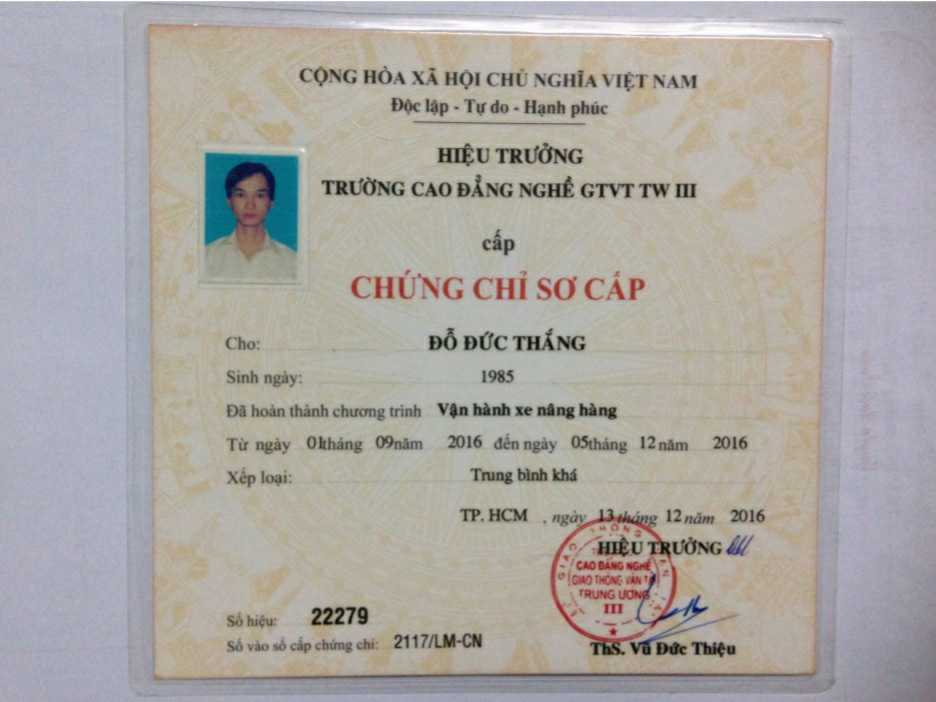 CỘNG HÒA XÃ HỘI CHỦ NGHĨA VIỆT NAM
Độc lập - Tự do - Hạnh phúc
HIỆU TRƯỞNG
TRƯỜNG CAO ĐẲNG NGHỀ GTVT TW III
cấp
CHỨNG CHỈ SƠ CẤP
Cho: ĐỖ ĐỨC THẮNG
Sinh ngày: 1985
Đã hoàn thành chương trình Vận hành xe nâng hàng
Từ ngày 01tháng 09năm 2016 đến ngày 05tháng 12năm 2016
Xếp loại: Trung bình khá
TP. HCM , ngày 13 tháng 12 năm 2016
HIỆU TRƯỞNG
GIAO THÔNG
CAO ĐẲNG NGHỀ
GIAO THÔNG VẬN TẢI
TRUNG ƯƠNG
III
Số hiệu: 22279
Số vào sổ cấp chứng chỉ: 2117/LM-CN
ThS. Vũ Đức Thiệu